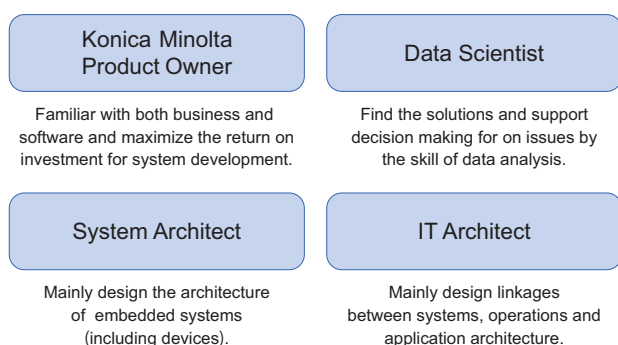 Konica Minolta
Product Owner
Familiar with both business and
software and maximize the return on
investment for system development.
Data Scientist
Find the solutions and support
decision making for on issues by
the skill of data analysis.
System Architect
Mainly design the architecture
of embedded systems
(including devices).
IT Architect
Mainly design linkages
between systems, operations and
application architecture.